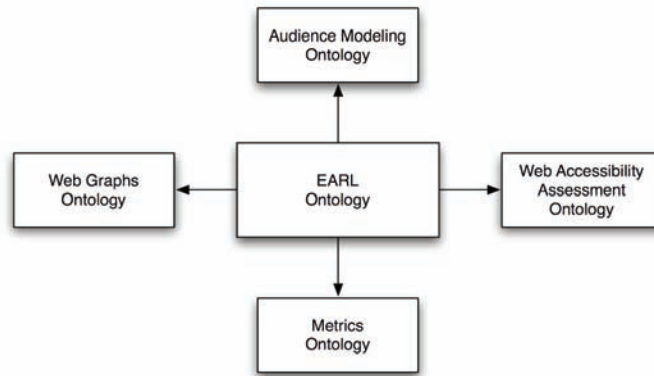 Audience Modeling
Ontology
Web Graphs
Ontology
EARL
Ontology
Web Accessibility
Assessment
Ontology
Metrics
Ontology